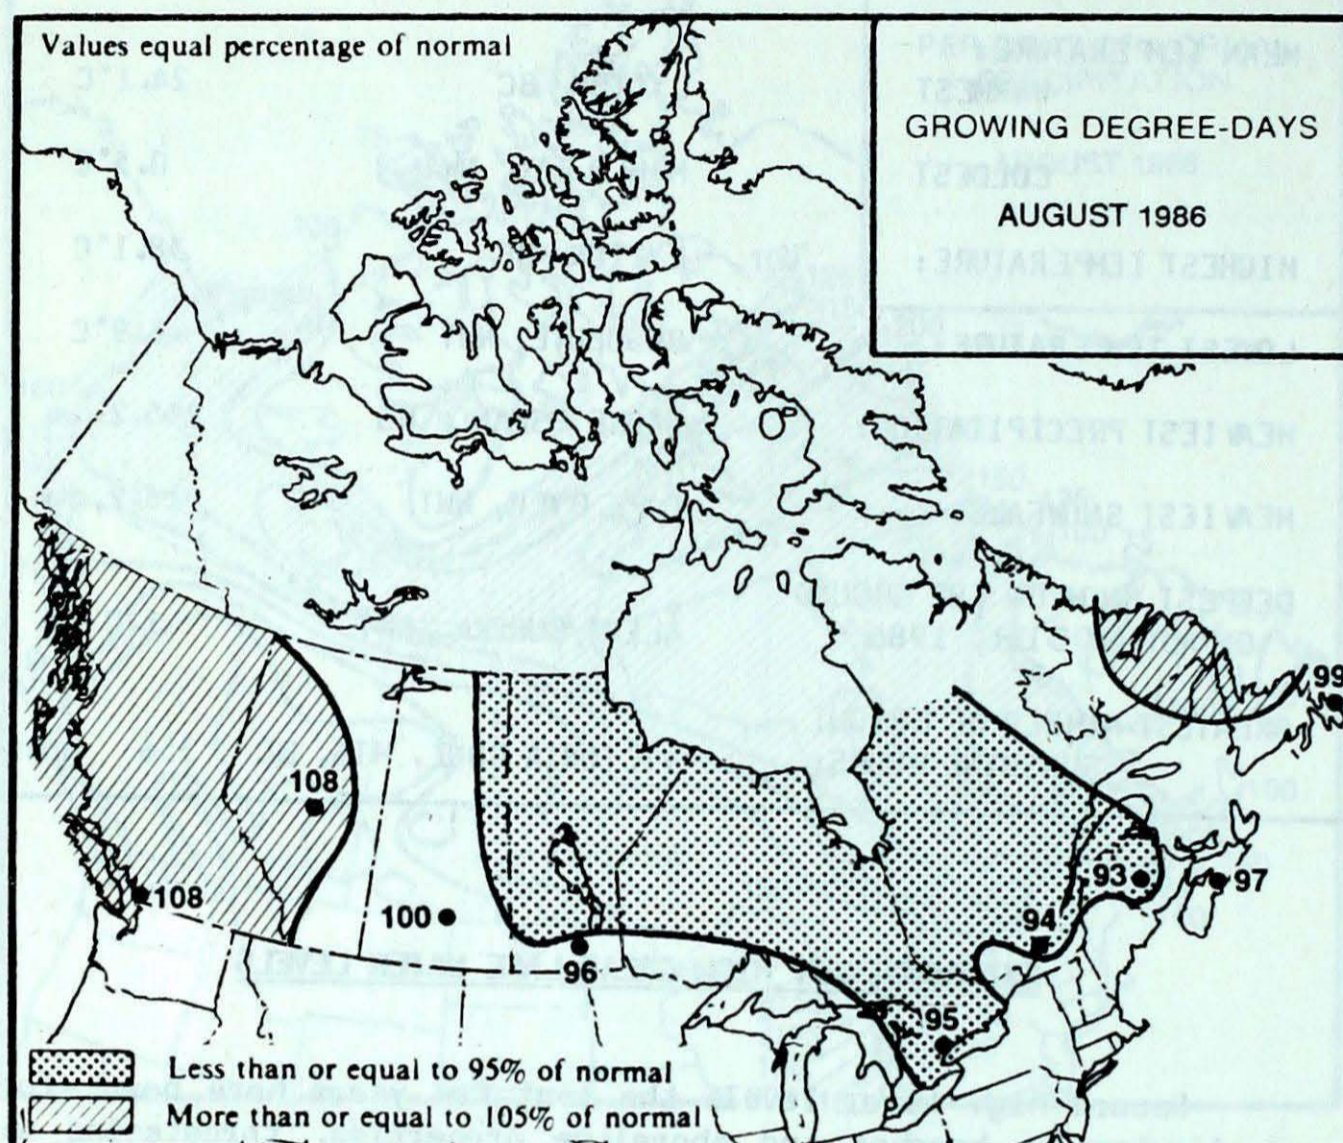 Values equal percentage of normal
GROWING DEGREE-DAYS
AUGUST 1986
99
108
108
100
96
93
97
94
95
Less than or equal to 95% of normal
More than or equal to 105% of normal